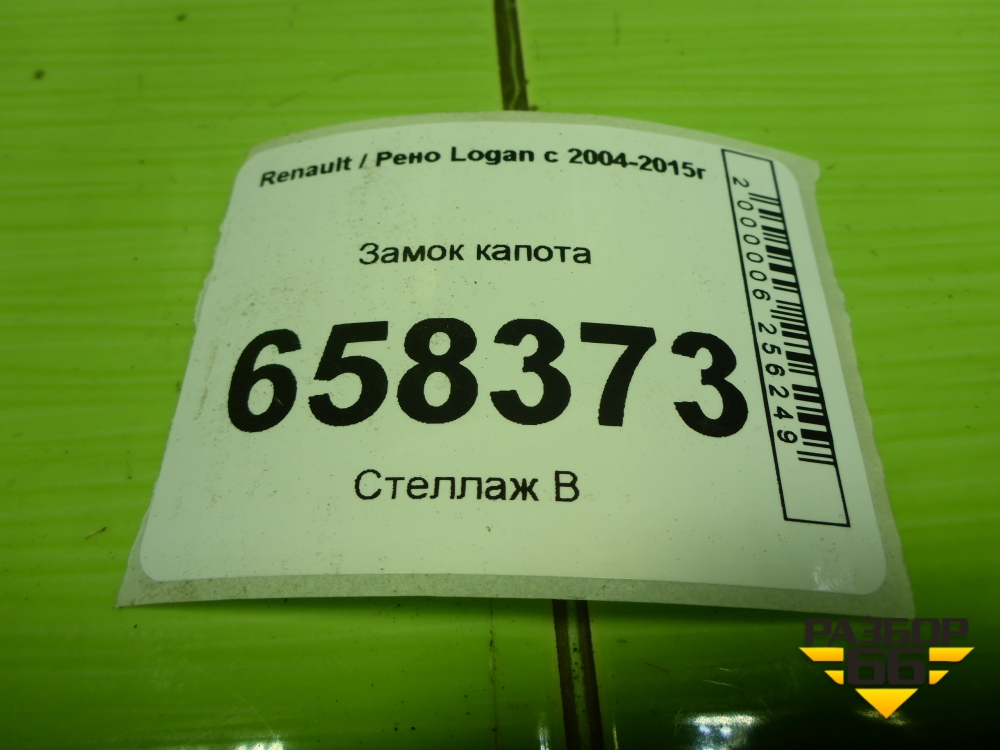 Renault / Рено Logan с 2004-2015г
Замок капота
658373
Стеллаж В
2000006256249
РАЗБОР
66